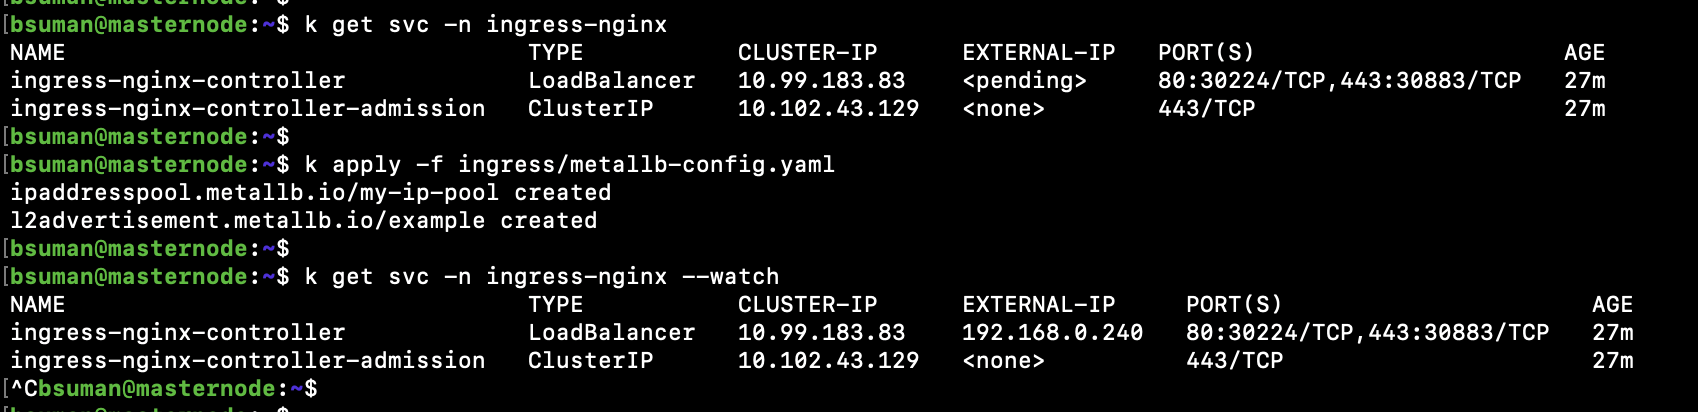 [bsuman@masternode:~$
[bsuman@masternode:~$ k get svc -n ingress-nginx
NAME                                 TYPE           CLUSTER-IP      EXTERNAL-IP   PORT(S)                      AGE
ingress-nginx-controller             LoadBalancer   10.99.183.83    <pending>     80:30224/TCP,443:30883/TCP   27m
ingress-nginx-controller-admission   ClusterIP      10.102.43.129   <none>        443/TCP                      27m
[bsuman@masternode:~$
[bsuman@masternode:~$ k apply -f ingress/metallb-config.yaml
ipaddresspool.metallb.io/my-ip-pool created
l2advertisement.metallb.io/example created
[bsuman@masternode:~$
[bsuman@masternode:~$ k get svc -n ingress-nginx --watch
NAME                                 TYPE           CLUSTER-IP      EXTERNAL-IP     PORT(S)                      AGE
ingress-nginx-controller             LoadBalancer   10.99.183.83    192.168.0.240   80:30224/TCP,443:30883/TCP   27m
ingress-nginx-controller-admission   ClusterIP      10.102.43.129   <none>          443/TCP                      27m
[^Cbsuman@masternode:~$
[bsuman@masternode:~$